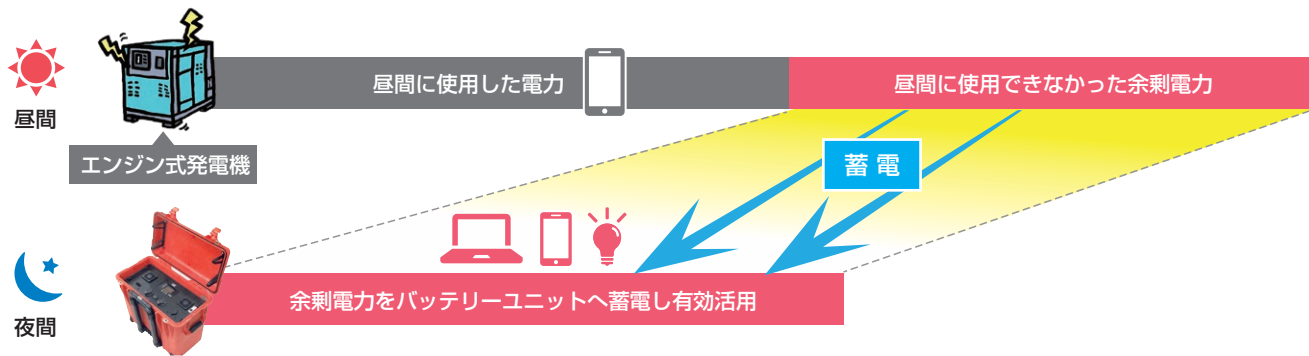 昼間
昼間に使用した電力
昼間に使用できなかった余剰電力
エンジン式発電機
蓄電
夜間
余剰電力をバッテリーユニットへ蓄電し有効活用